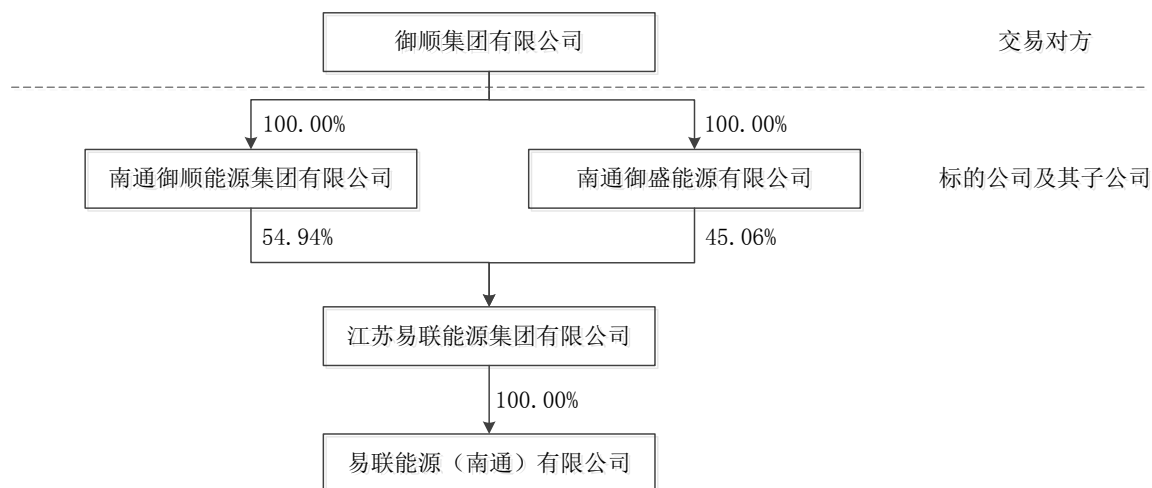 御顺集团有限公司
交易对方
100.00%
100.00%
南通御顺能源集团有限公司
南通御盛能源有限公司
标的公司及其子公司
54.94%
45.06%
江苏易联能源集团有限公司
100.00%
易联能源（南通）有限公司